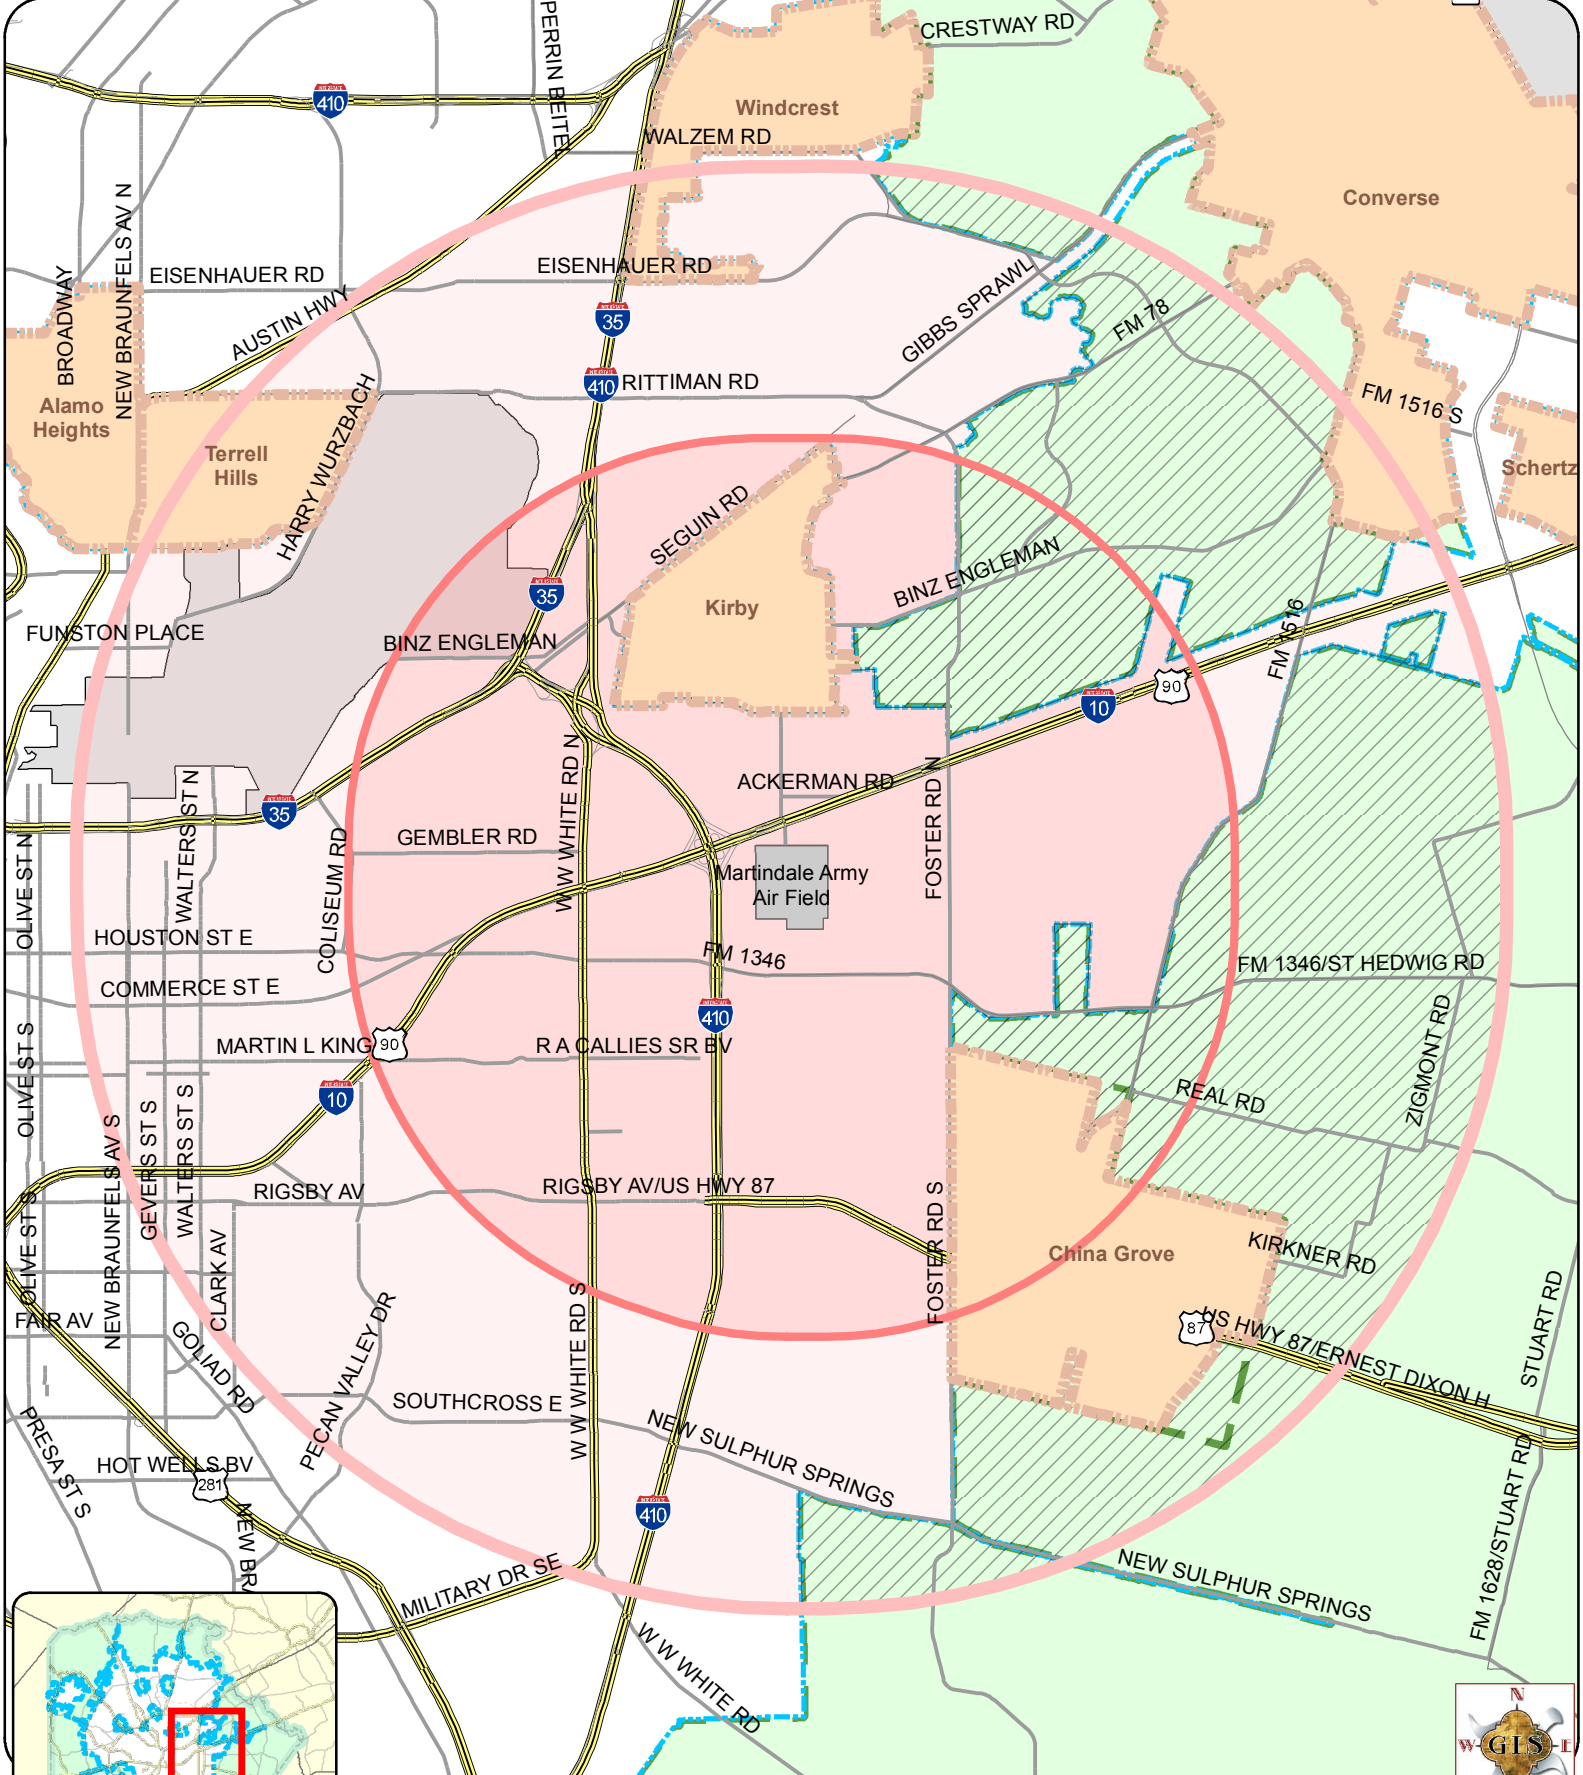 CRESTWAY RD
PERRIN BEITEL
410
Windcrest
WALZEM RD
Converse
NEW BRAUNFELS AV N
BROADWAY
EISENHAUER RD
EISENHAUER RD
AUSTIN HWY
35
GIBBS SPRAWL
FM 78
410
RITTIMAN RD
FM 1516 S
Alamo
Heights
Terrell
Hills
HARRY WURZBACH
Schertz
SEGUIN RD
BINZ ENGLEMAN
35
Kirby
FUNSTON PLACE
BINZ ENGLEMAN
FM 1516
90
10
W W WHITE RD N
ACKERMAN RD
FOSTER RD N
35
WALTERS ST N
GEMBLER RD
COLISEUM RD
OLIVE ST N
Martindale Army
Air Field
HOUSTON ST E
FM 1346
FM 1346/ST HEDWIG RD
COMMERCE ST E
410
ZIGMONT RD
MARTIN L KING
90
R A CALLIES SR BV
OLIVE ST S
10
REAL RD
NEW BRAUNFELS AV S
GEVERS ST S
WALTERS ST S
RIGSBY AV
RIGSBY AV/US HWY 87
OLIVE ST S
CLARK AV
FOSTER RD S
China Grove
KIRKNER RD
FAIR AV
GOLIAD RD
PECAN VALLEY DR
W W WHITE RD S
87
US HWY 87/ERNEST DIXON H
STUART RD
SOUTHCROSS E
NEW SULPHUR SPRINGS
PRESA ST S
HOT WELLS BV
281
NEW BRA
410
FM 1628/STUART RD
MILITARY DR SE
NEW SULPHUR SPRINGS
W W WHITE RD
N
W GIS E